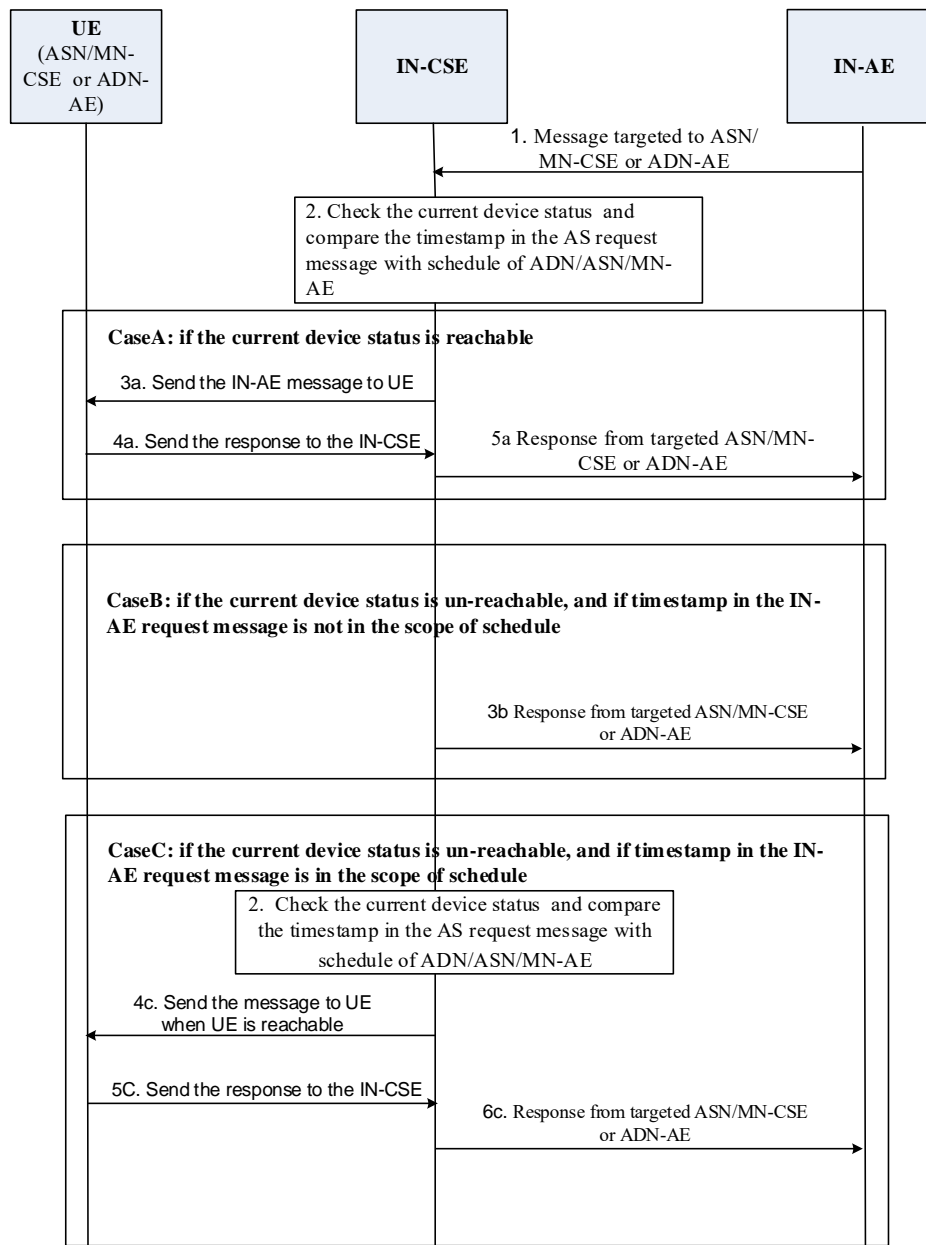 UE
(ASN/MN-
CSE or ADN-
AE)
IN-CSE
IN-AE
1. Message targeted to ASN/
MN-CSE or ADN-AE
2. Check the current device status and
compare the timestamp in the AS request
message with schedule of ADN/ASN/MN-
AE
CaseA: if the current device status is reachable
3a. Send the IN-AE message to UE
4a. Send the response to the IN-CSE
5a Response from targeted ASN/MN-
CSE or ADN-AE
CaseB: if the current device status is un-reachable, and if timestamp in the IN-
AE request message is not in the scope of schedule
3b Response from targeted ASN/MN-CSE
or ADN-AE
CaseC: if the current device status is un-reachable, and if timestamp in the IN-
AE request message is in the scope of schedule
2. Check the current device status and compare
the timestamp in the AS request message with
schedule of ADN/ASN/MN-AE
4c. Send the message to UE
when UE is reachable
5C. Send the response to the IN-CSE
6c. Response from targeted ASN/MN-CSE
or ADN-AE